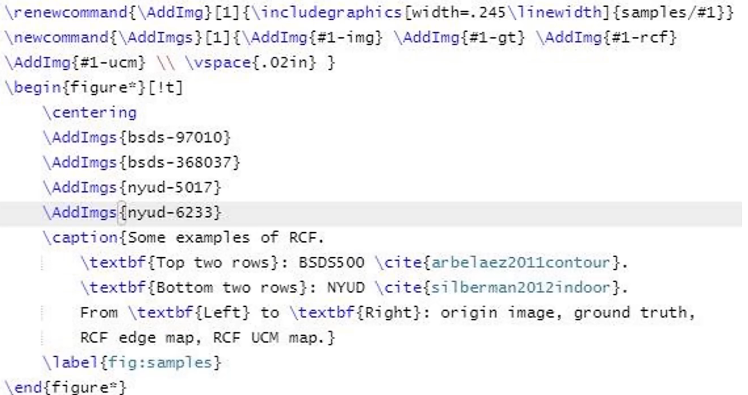 \renewcommand{\AddImg}[1]{\includegraphics[width=.245\linewidth]{samples/#1}}
\newcommand{\AddImgs}[1]{\AddImg{#1-img} \AddImg{#1-gt} \AddImg{#1-rcf}
\AddImg{#1-ucm} \\ \vspace{.02in} }
\begin{figure*}[!t]
    \centering
    \AddImgs{bsds-97010}
    \AddImgs{bsds-368037}
    \AddImgs{nyud-5017}
    \AddImgs{nyud-6233}
    \caption{Some examples of RCF.
        \textbf{Top two rows}: BSDS500 \cite{arbelaez2011contour}.
        \textbf{Bottom two rows}: NYUD \cite{silberman2012indoor}.
        From \textbf{Left} to \textbf{Right}: origin image, ground truth,
        RCF edge map, RCF UCM map.}
    \label{fig:samples}
\end{figure*}